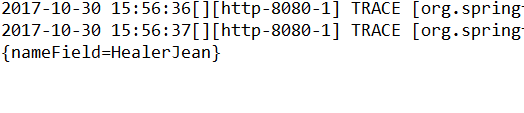 2017-10-30 15:56:36[][http-8080-1] TRACE [org.spring
2017-10-30 15:56:37[][http-8080-1] TRACE [org.spring
{nameField=HealerJean}